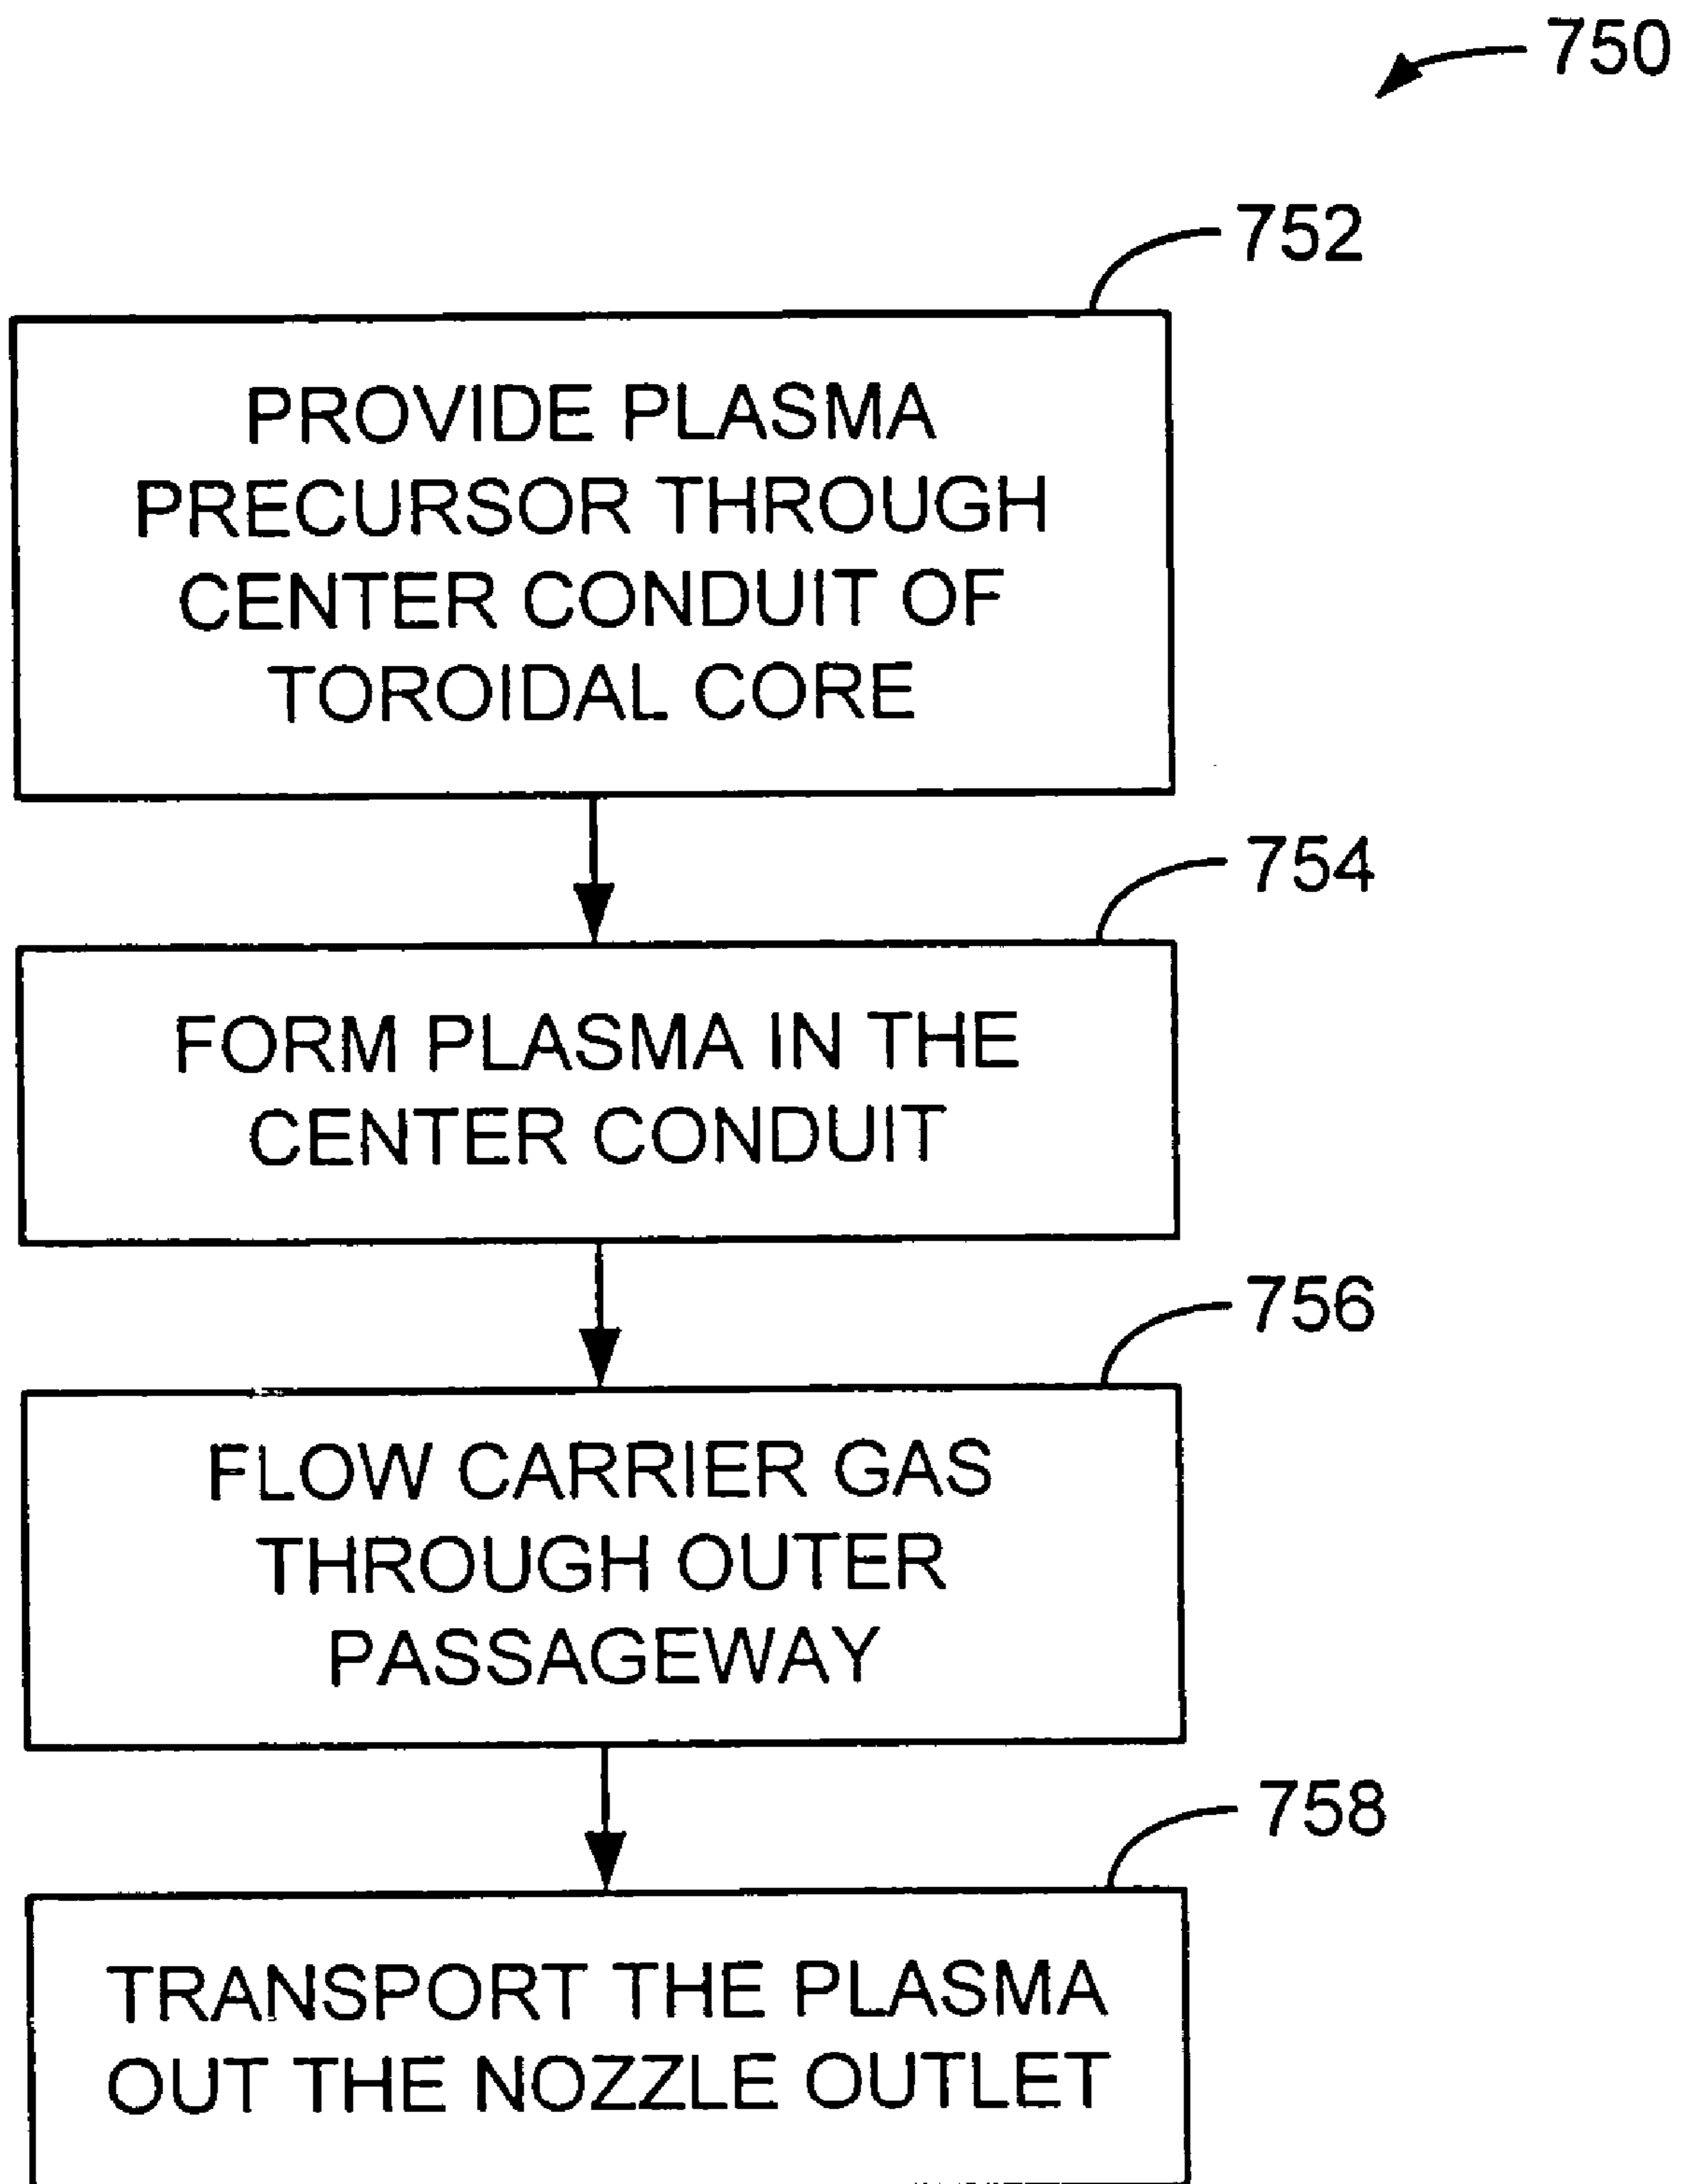 750
752
PROVIDE PLASMA
PRECURSOR THROUGH
CENTER CONDUIT OF
TOROIDAL CORE
754
FORM PLASMA IN THE
CENTER CONDUIT
756
FLOW CARRIER GAS
THROUGH OUTER
PASSAGEWAY
758
TRANSPORT THE PLASMA
OUT THE NOZZLE OUTLET